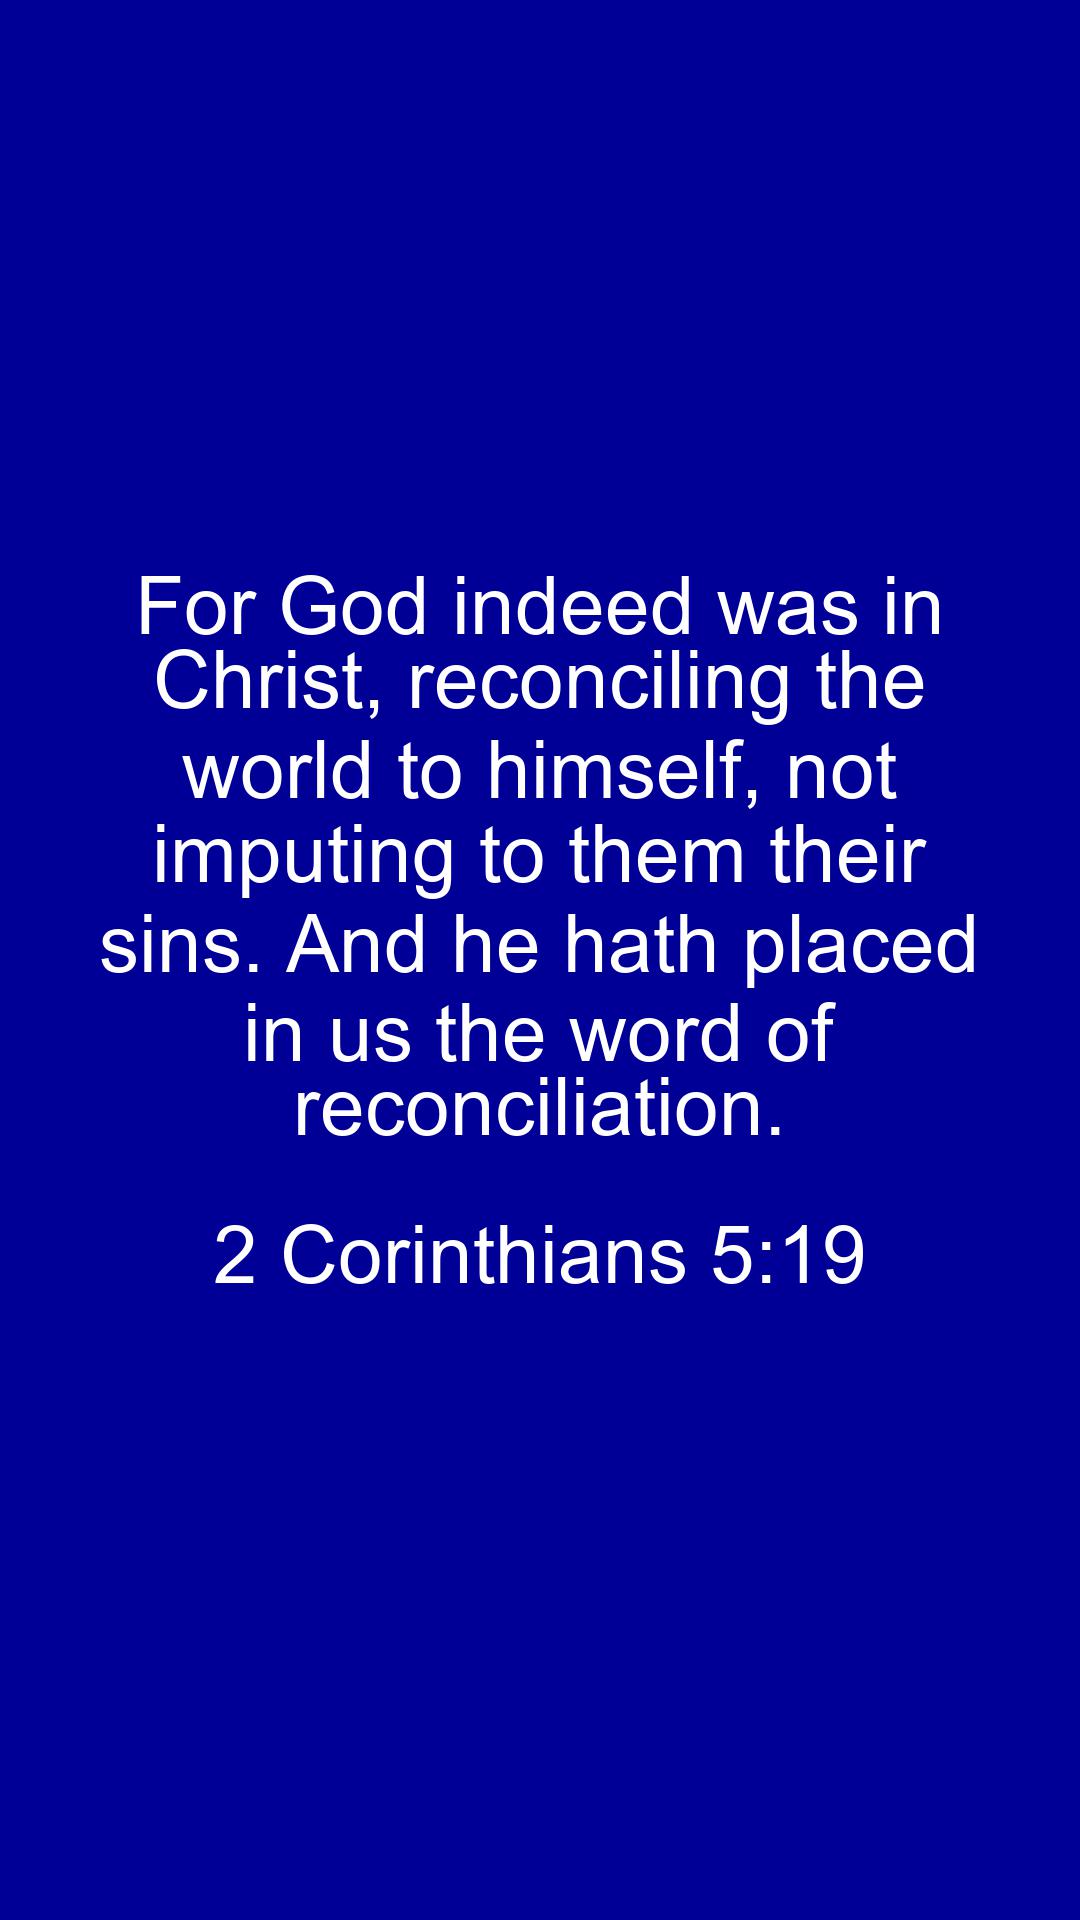 For God indeed was in
Christ, reconciling the
world to himself, not
imputing to them their
sins. And he hath placed
in us the word of
reconciliation.
2 Corinthians 5:19